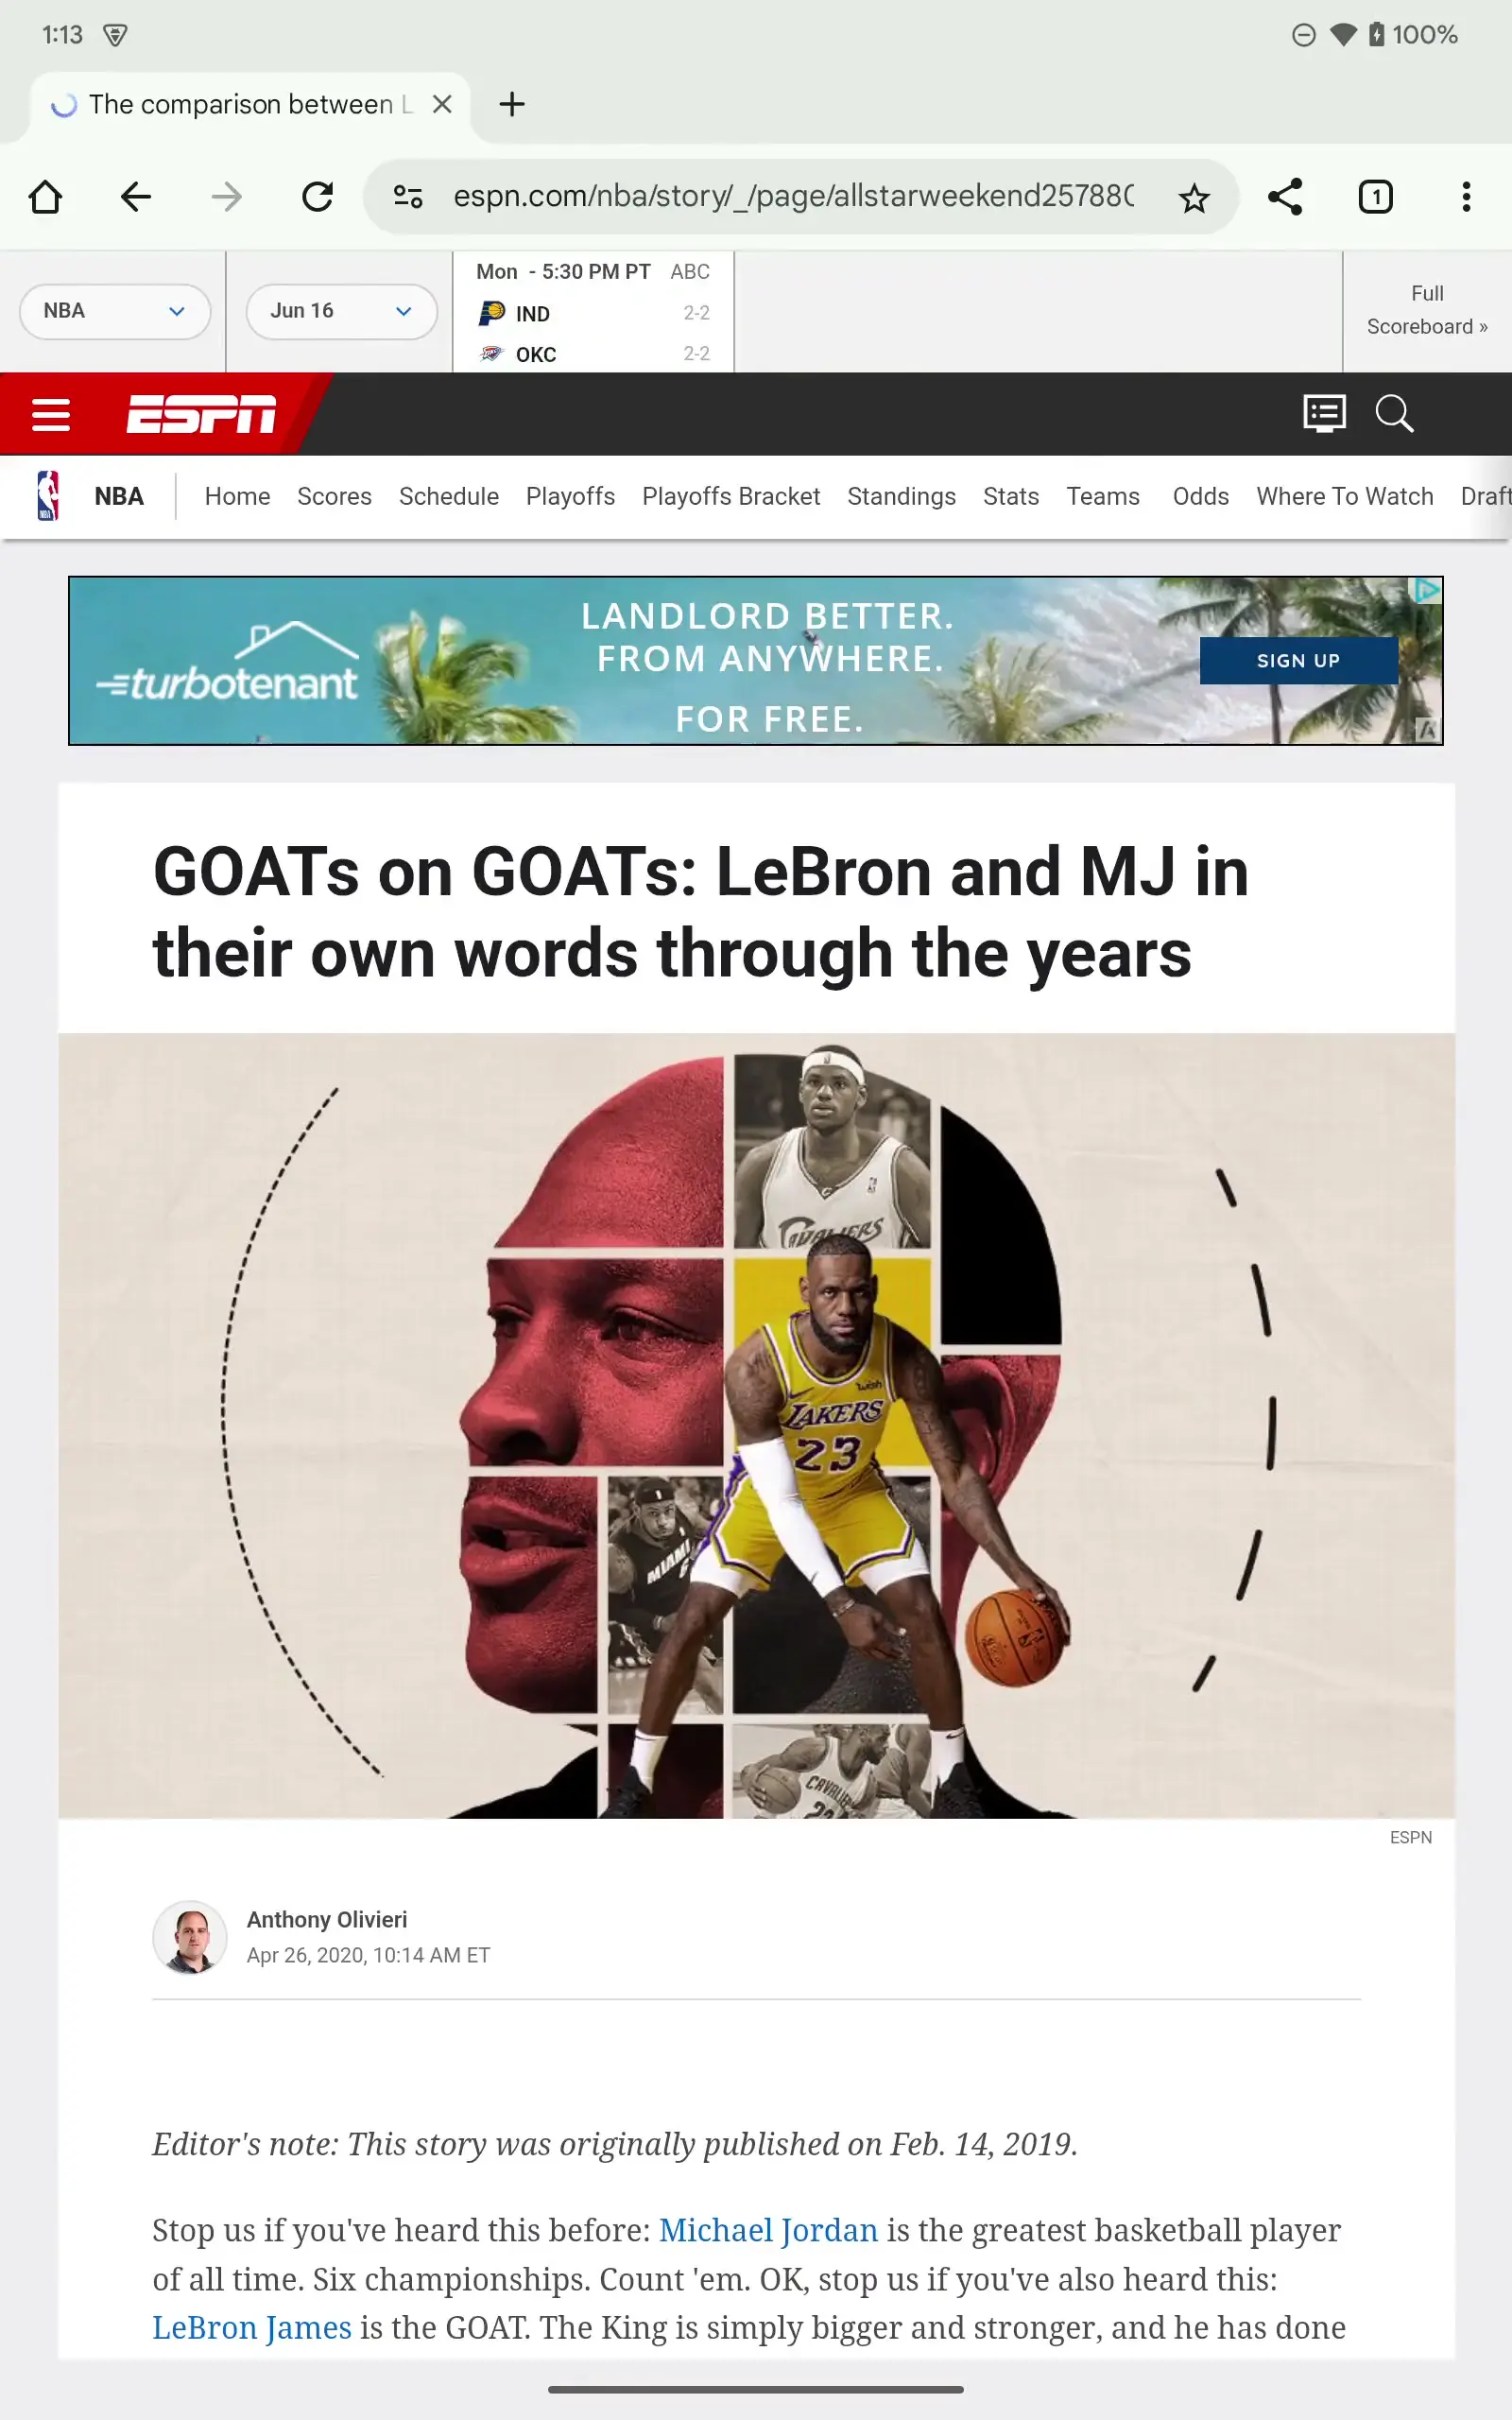 1:13
100%
The comparison between L
espn.com/nba/story/_/page/allstarweekend25788
1
NBA
Jun 16
Mon - 5:30 PM PT ABC
IND 2-2
OKC 2-2
Full
Scoreboard »
ESPN
NBA Home Scores Schedule Playoffs Playoffs Bracket Standings Stats Teams Odds Where To Watch Draft
turbotenant
LANDLORD BETTER.
FROM ANYWHERE.
FOR FREE.
SIGN UP
GOATs on GOATs: LeBron and MJ in
their own words through the years
CAVALIERS
wish
LAKERS
23
MIAMI
6
CAVALIE
23
ESPN
Anthony Olivieri
Apr 26, 2020, 10:14 AM ET
Editor's note: This story was originally published on Feb. 14, 2019.
Stop us if you've heard this before: Michael Jordan is the greatest basketball player
of all time. Six championships. Count 'em. OK, stop us if you've also heard this:
LeBron James is the GOAT. The King is simply bigger and stronger, and he has done